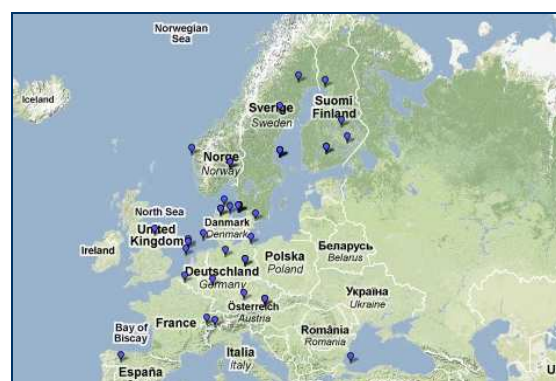 Norwegian
Sea
Iceland
Sverige
Sweden
Suomi
Finland
Norge
Norway
North Sea
United
Kingdom
Danmark
Denmark
Ireland
Беларусь
Belarus
Polska
Poland
Deutschland
Germany
Україна
Ukraine
Österreich
Austria
France
Bay of
Biscay
România
Romania
Italia
Italy
España
U